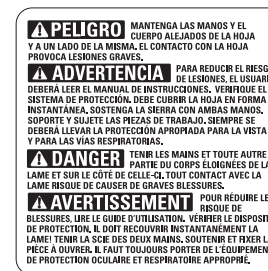 PELIGRO MANTENGA LAS MANOS Y EL
CUERPO ALEJADOS DE LA HOJA
Y A UN LADO DE LA MISMA. EL CONTACTO CON LA HOJA
PROVOCA LESIONES GRAVES.
ADVERTENCIA PARA REDUCIR EL RIESG
DE LESIONES, EL USUARI
DEBERÁ LEER EL MANUAL DE INSTRUCCIONES. VERIFIQUE EL
SISTEMA DE PROTECCIÓN. DEBE CUBRIR LA HOJA EN FORMA
INSTANTÁNEA. SOSTENGA LA SIERRA CON AMBAS MANOS.
SOPORTE Y SUJETE LAS PIEZAS DE TRABAJO. SIEMPRE SE
DEBERÁ LLEVAR LA PROTECCIÓN APROPIADA PARA LA VISTA
Y PARA LAS VÍAS RESPIRATORIAS.
DANGER TENIR LES MAINS ET TOUTE AUTRE
PARTIE DU CORPS ÉLOIGNÉES DE LA
LAME ET SUR LE CÔTÉ DE CELLE-CI. TOUT CONTACT AVEC LA
LAME RISQUE DE CAUSER DE GRAVES BLESSURES.
AVERTISSEMENT POUR RÉDUIRE LE
RISQUE DE
BLESSURES, LIRE LE GUIDE D'UTILISATION. VÉRIFIER LE DISPOSIT
DE PROTECTION, IL DOIT RECOUVRIR INSTANTANÉMENT LA
LAME! TENIR LA SCIE DES DEUX MAINS. SOUTENIR ET FIXER L
PIÈCE À OUVRER. IL FAUT TOUJOURS PORTER DE L'ÉQUIPEMEN
DE PROTECTION OCULAIRE ET RESPIRATOIRE APPROPRIÉ.